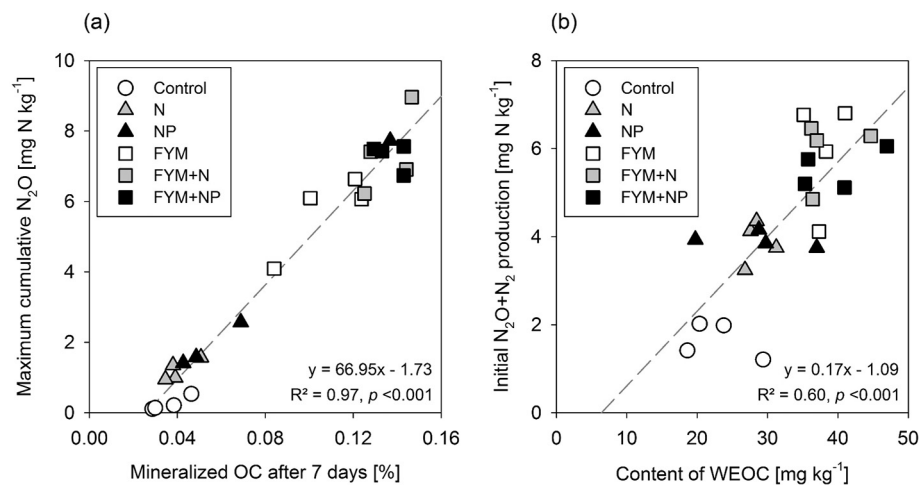 (a)
10
8
6
4
2
0
Maximum cumulative N₂O [mg N kg⁻¹]
Control
N
NP
FYM
FYM+N
FYM+NP
y = 66.95x - 1.73
R² = 0.97, p <0.001
0.00 0.04 0.08 0.12 0.16
Mineralized OC after 7 days [%]
(b)
8
6
4
2
0
Initial N₂O+N₂ production [mg N kg⁻¹]
Control
N
NP
FYM
FYM+N
FYM+NP
y = 0.17x - 1.09
R² = 0.60, p <0.001
0 10 20 30 40 50
Content of WEOC [mg kg⁻¹]